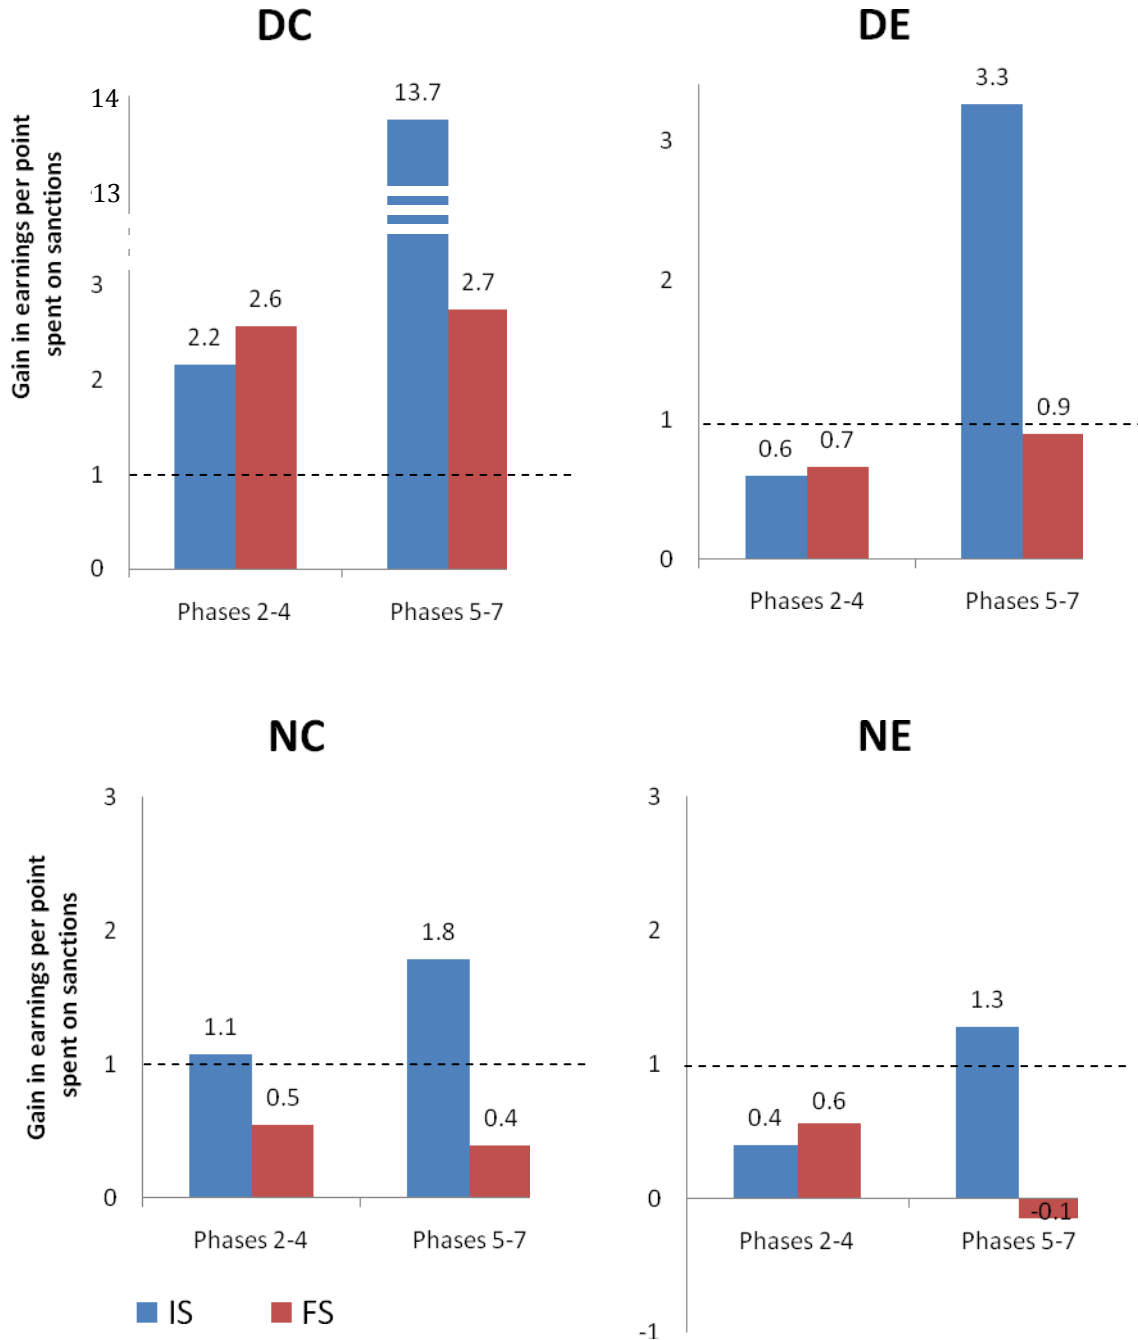 DC
Gain in earnings per point
spent on sanctions
14
13
3
2
1
0
13.7
2.2
2.6
2.7
Phases 2-4
Phases 5-7
DE
3
2
1
0
3.3
0.6
0.7
0.9
Phases 2-4
Phases 5-7
NC
Gain in earnings per point
spent on sanctions
3
2
1
0
1.1
0.5
1.8
0.4
Phases 2-4
Phases 5-7
NE
3
2
1
0
-1
0.4
0.6
1.3
-0.1
Phases 2-4
Phases 5-7
IS
FS